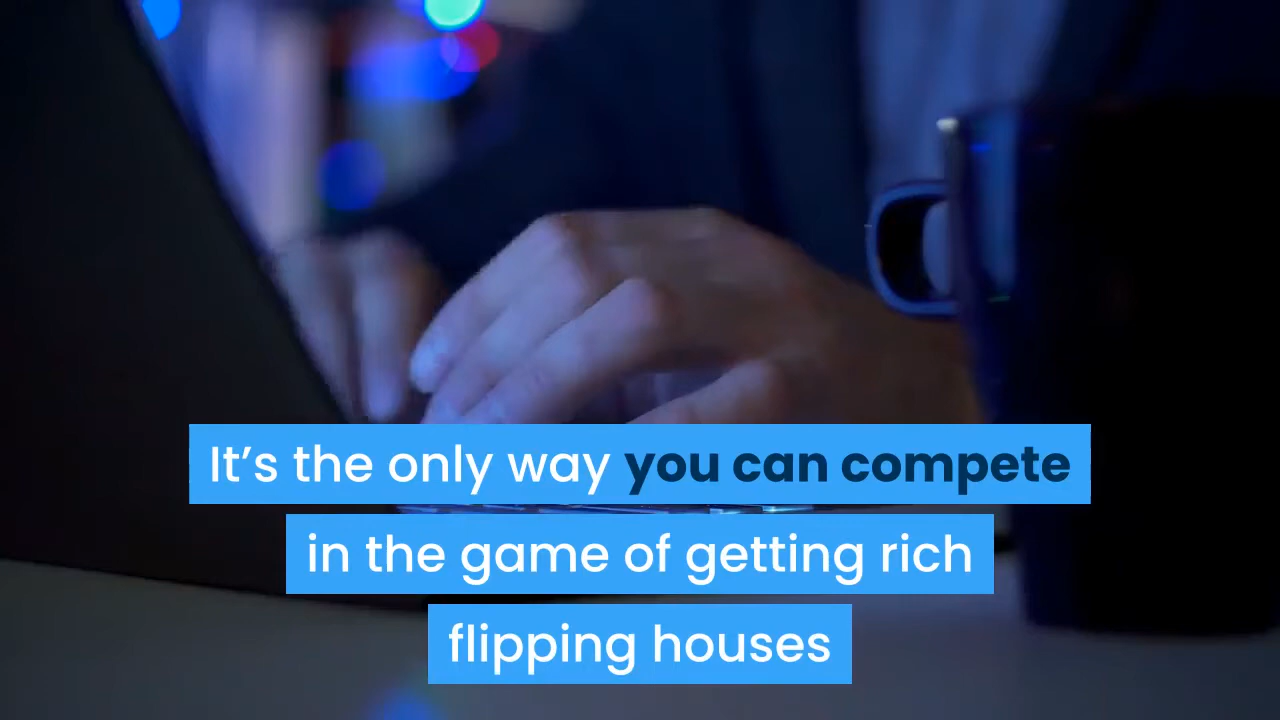 It’s the only way you can compete
in the game of getting rich
flipping houses